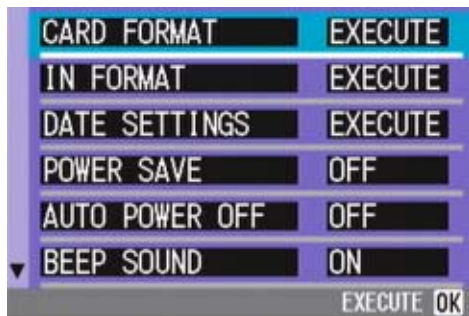 CARD FORMAT EXECUTE
IN FORMAT EXECUTE
DATE SETTINGS EXECUTE
POWER SAVE OFF
AUTO POWER OFF OFF
BEEP SOUND ON
EXECUTE OK